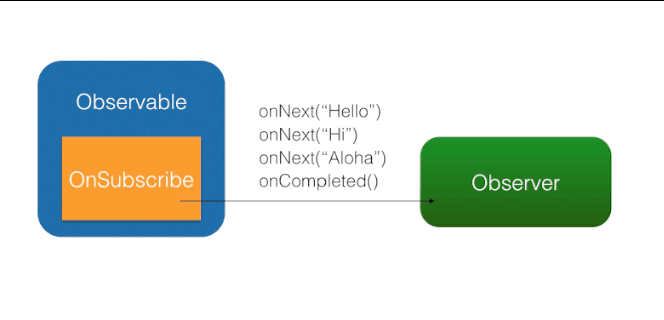 Observable
OnSubscribe
onNext(“Hello”)
onNext(“Hi”)
onNext(“Aloha”)
onCompleted()
Observer